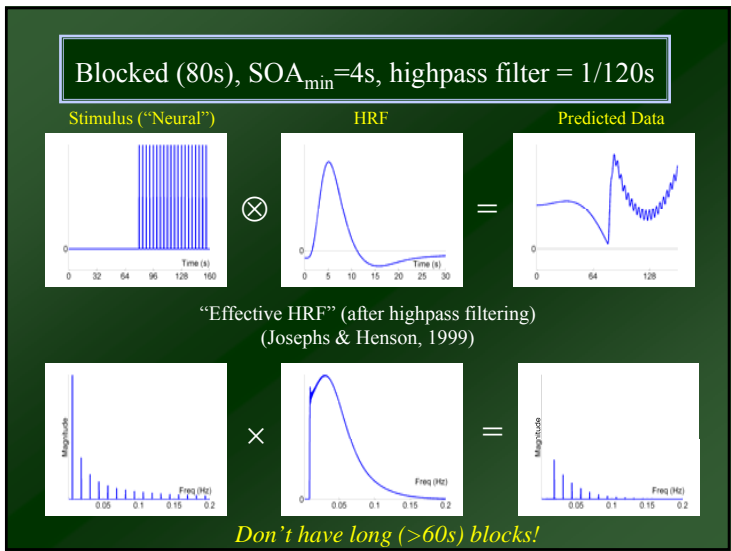 Blocked (80s), SOAmin=4s, highpass filter = 1/120s
Stimulus (“Neural”)
HRF
Predicted Data
0
Time (s)
0 32 64 96 128 160
⊗
0
Time (s)
0 5 10 15 20 25 30
=
0
0 64 128
“Effective HRF” (after highpass filtering)
(Josephs & Henson, 1999)
Magnitude
Freq (Hz)
0.05 0.1 0.15 0.2
×
0
Freq (Hz)
0.05 0.1 0.15 0.2
=
Magnitude
Freq (Hz)
0.05 0.1 0.15 0.2
Don’t have long (>60s) blocks!